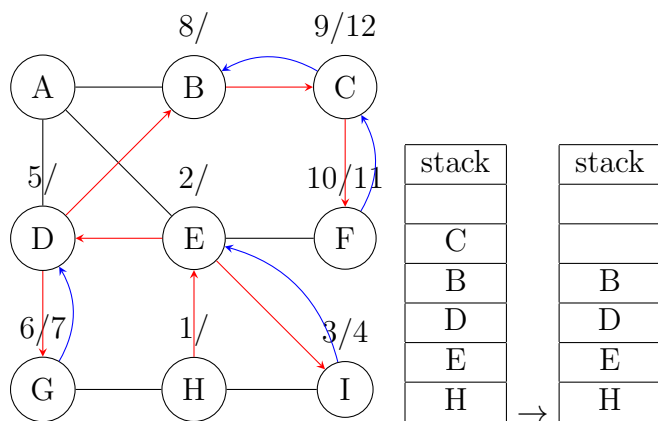 8/ 9/12
A B C
5/ 2/ 10/11
D E F
6/7 1/ 3/4
G H I
stack stack
C
B B
D D
E E
H → H